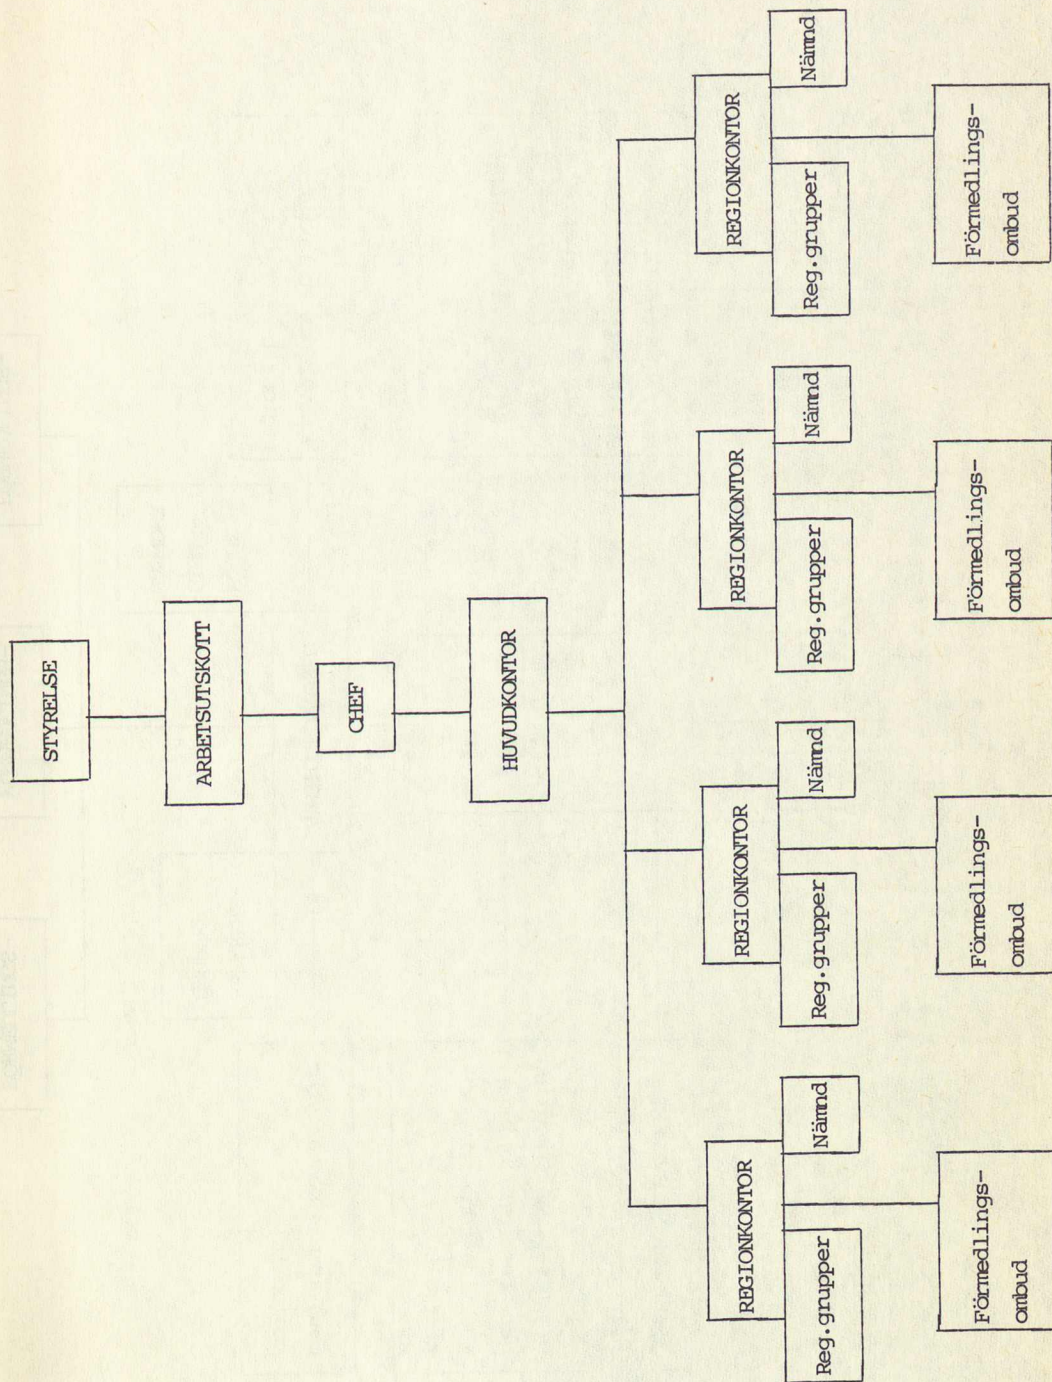 STYRELSE
ARBETSUTSKOTT
CHEF
HUVUDKONTOR
REGIONKONTOR
REGIONKONTOR
REGIONKONTOR
REGIONKONTOR
Reg.grupper
Nämnd
Reg.grupper
Nämnd
Reg.grupper
Nämnd
Reg.grupper
Nämnd
Förmedlings-
ombud
Förmedlings-
ombud
Förmedlings-
ombud
Förmedlings-
ombud